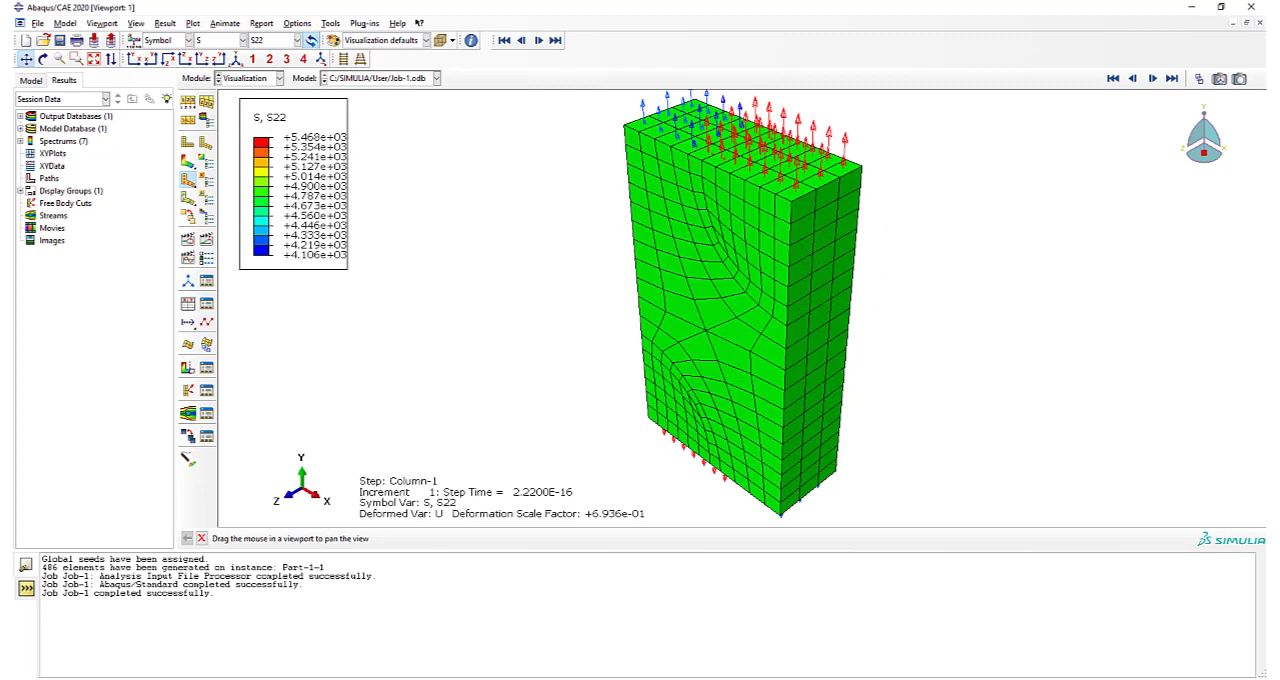 Abaqus/CAE 2020 [Viewport: 1]
File Model Viewport View Result Plot Animate Report Options Tools Plug-ins Help
Symbol S S22 Visualization defaults
1 2 3 4
Model Results Module: Visualization Model: C:/SIMULIA/User/Job-1.odb
Session Data
Output Databases (1)
Model Database (1)
Spectrums (7)
XYPlots
XYData
Paths
Display Groups (1)
Free Body Cuts
Streams
Movies
Images
S, S22
+5.468e+03
+5.354e+03
+5.241e+03
+5.127e+03
+5.014e+03
+4.900e+03
+4.787e+03
+4.673e+03
+4.560e+03
+4.446e+03
+4.333e+03
+4.219e+03
+4.106e+03
Y
Z X
Y
Z X
Step: Column-1
Increment 1: Step Time = 2.2200E-16
Symbol Var: S, S22
Deformed Var: U Deformation Scale Factor: +6.936e-01
Drag the mouse in a viewport to pan the view
SIMULIA
Global seeds have been assigned.
486 elements have been generated on instance: Part-1-1
Job Job-1: Analysis Input File Processor completed successfully.
Job Job-1: Abaqus/Standard completed successfully.
Job Job-1 completed successfully.